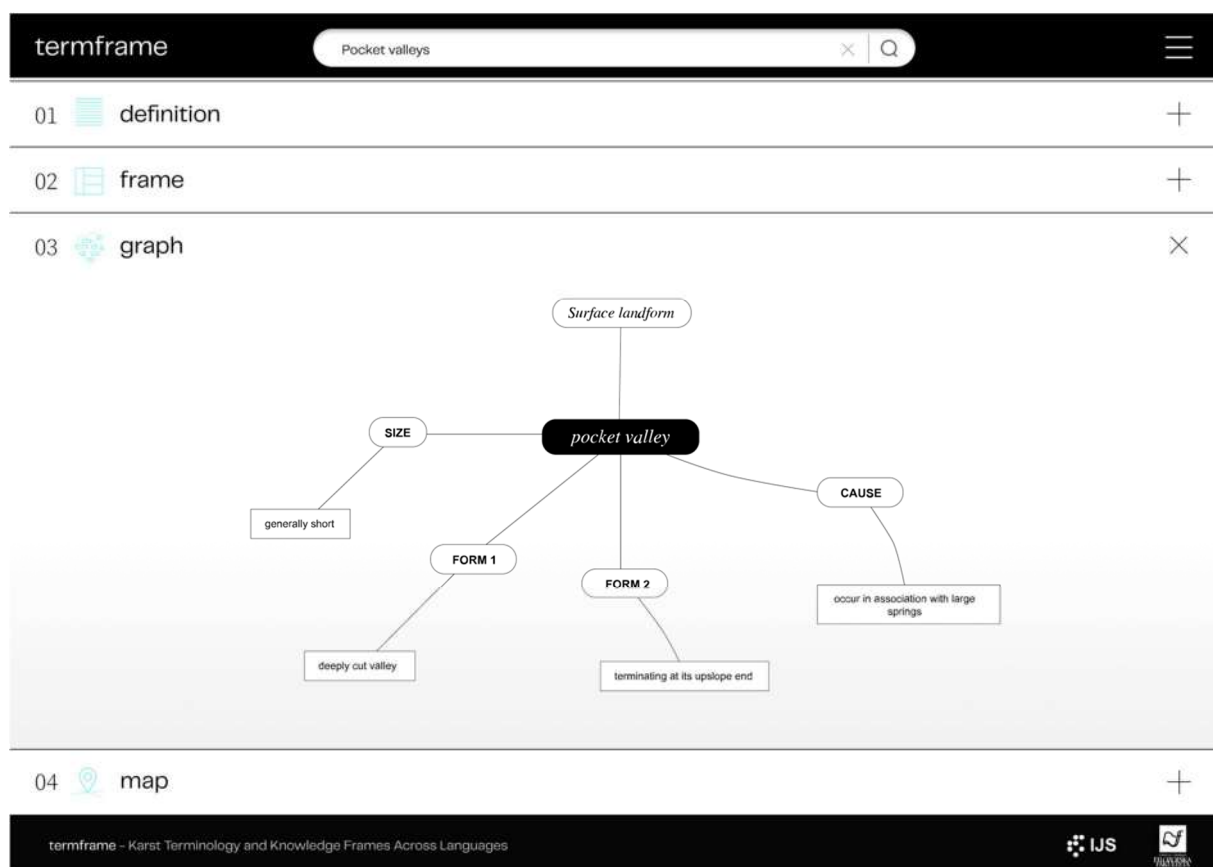 termframe
Pocket valleys
01 definition
02 frame
03 graph
Surface landform
SIZE
pocket valley
CAUSE
generally short
FORM 1
FORM 2
occur in association with large
springs
deeply cut valley
terminating at its upslope end
04 map
termframe - Karst Terminology and Knowledge Frames Across Languages
IJS